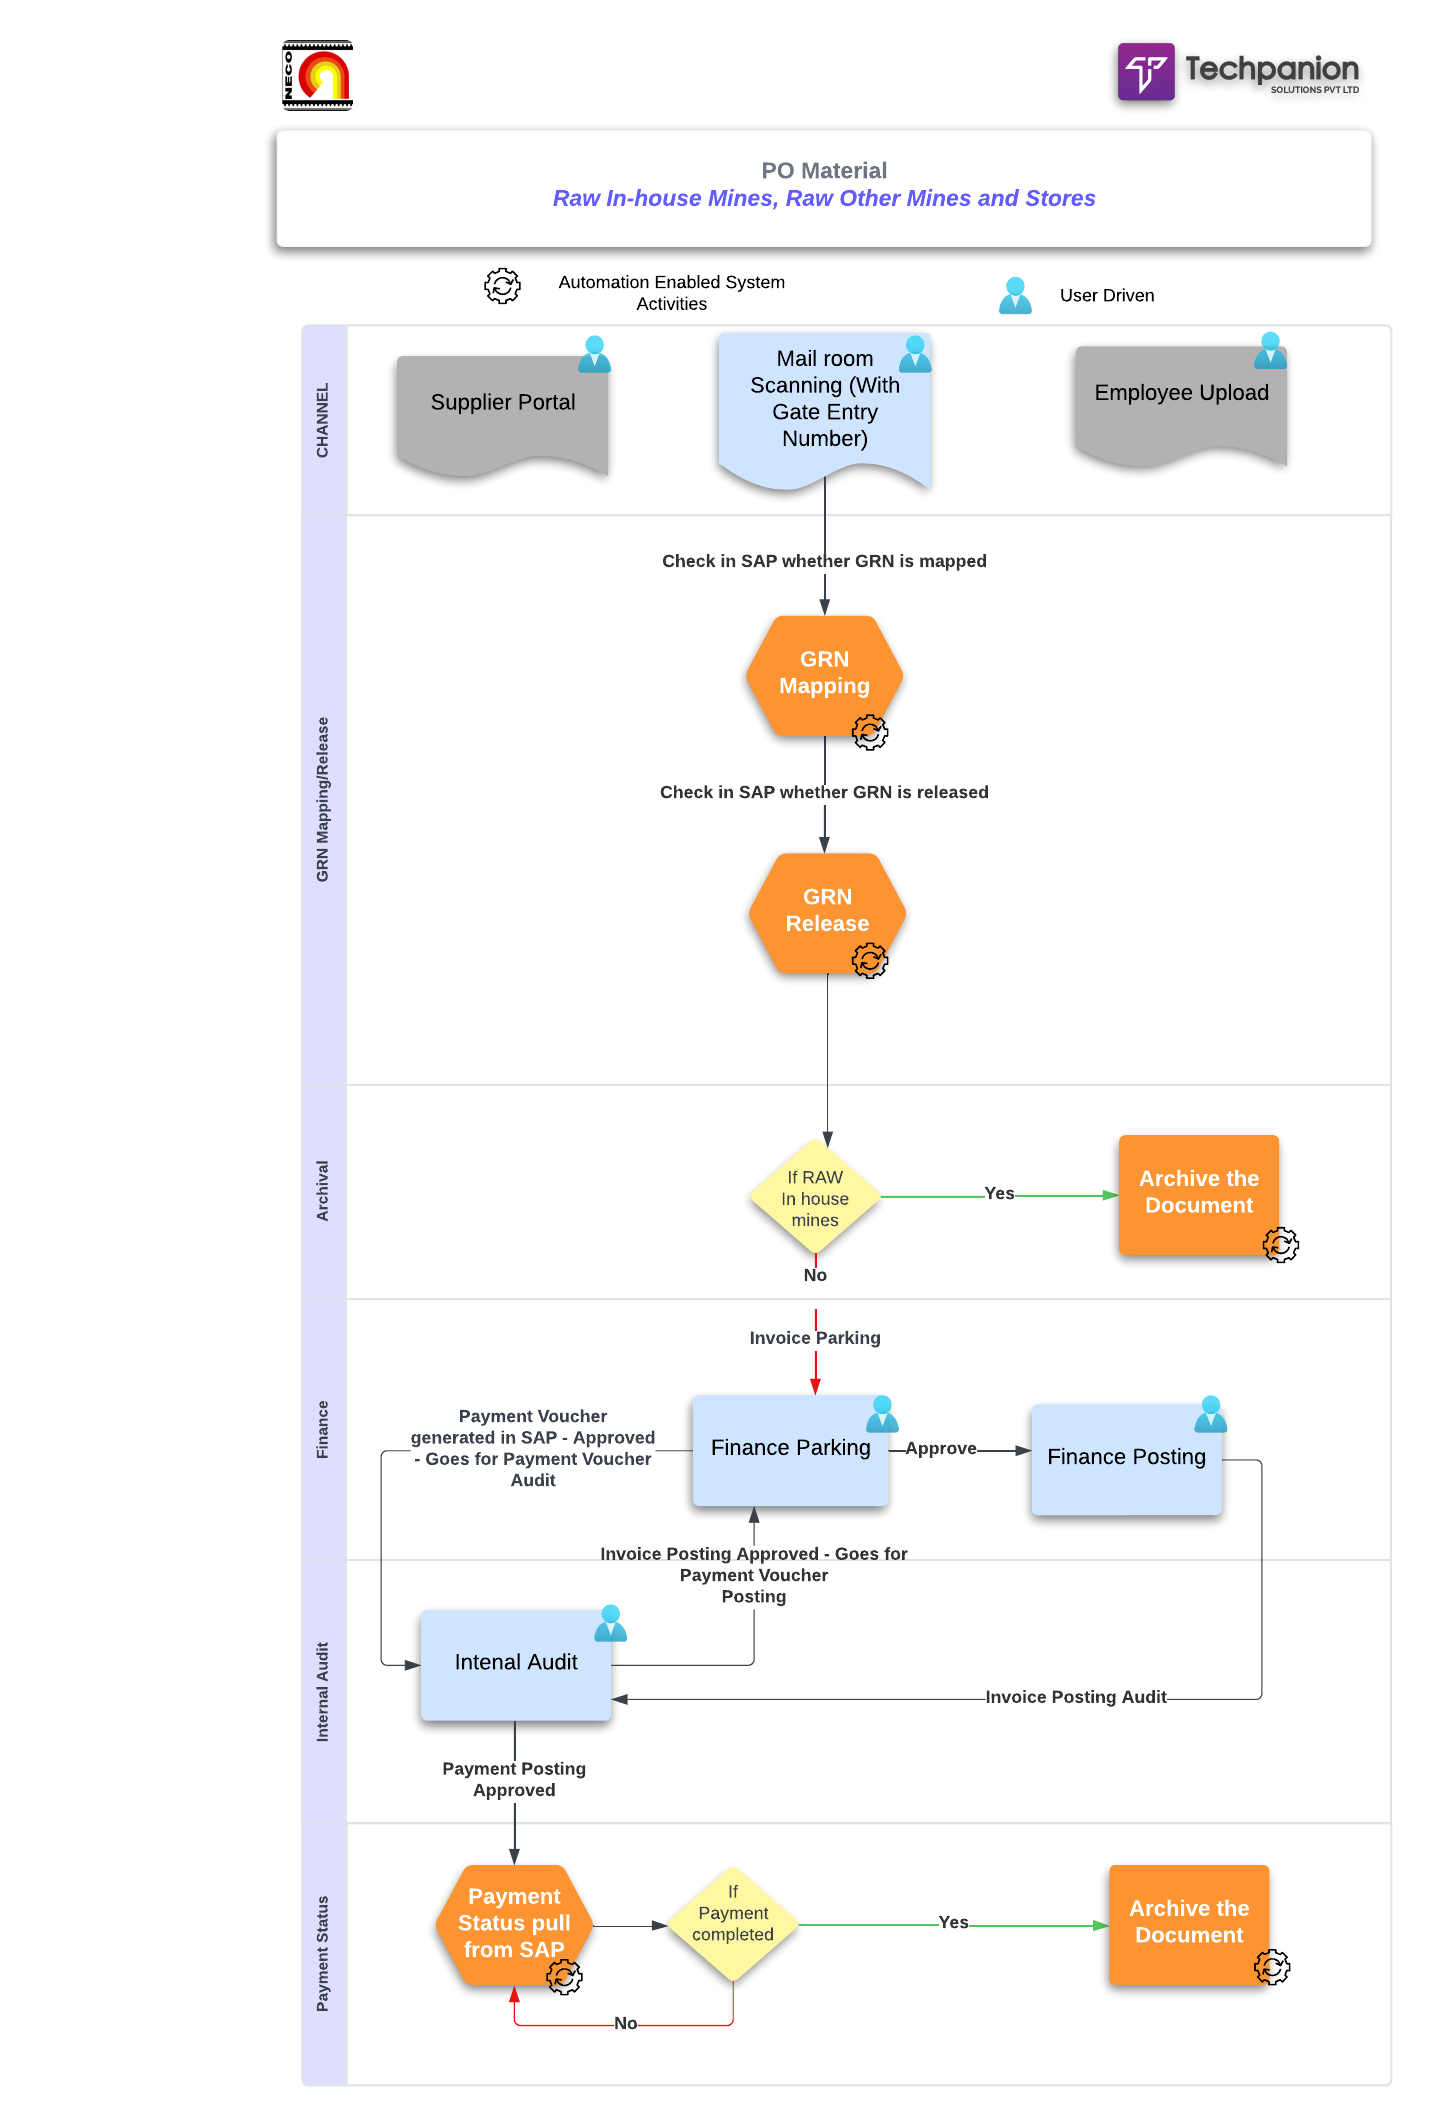 NECO
Techpanion
SOLUTIONS PVT LTD
PO Material
Raw In-house Mines, Raw Other Mines and Stores
Automation Enabled System
Activities
User Driven
CHANNEL
Supplier Portal
Mail room
Scanning (With
Gate Entry
Number)
Employee Upload
GRN Mapping/Release
Check in SAP whether GRN is mapped
GRN
Mapping
Check in SAP whether GRN is released
GRN
Release
Archival
If RAW
In house
mines
Yes
Archive the
Document
No
Finance
Invoice Parking
Payment Voucher
generated in SAP - Approved
- Goes for Payment Voucher
Audit
Finance Parking
Approve
Finance Posting
Invoice Posting Approved - Goes for
Payment Voucher
Posting
Internal Audit
Intenal Audit
Invoice Posting Audit
Payment Posting
Approved
Payment Status
Payment
Status pull
from SAP
If
Payment
completed
Yes
Archive the
Document
No